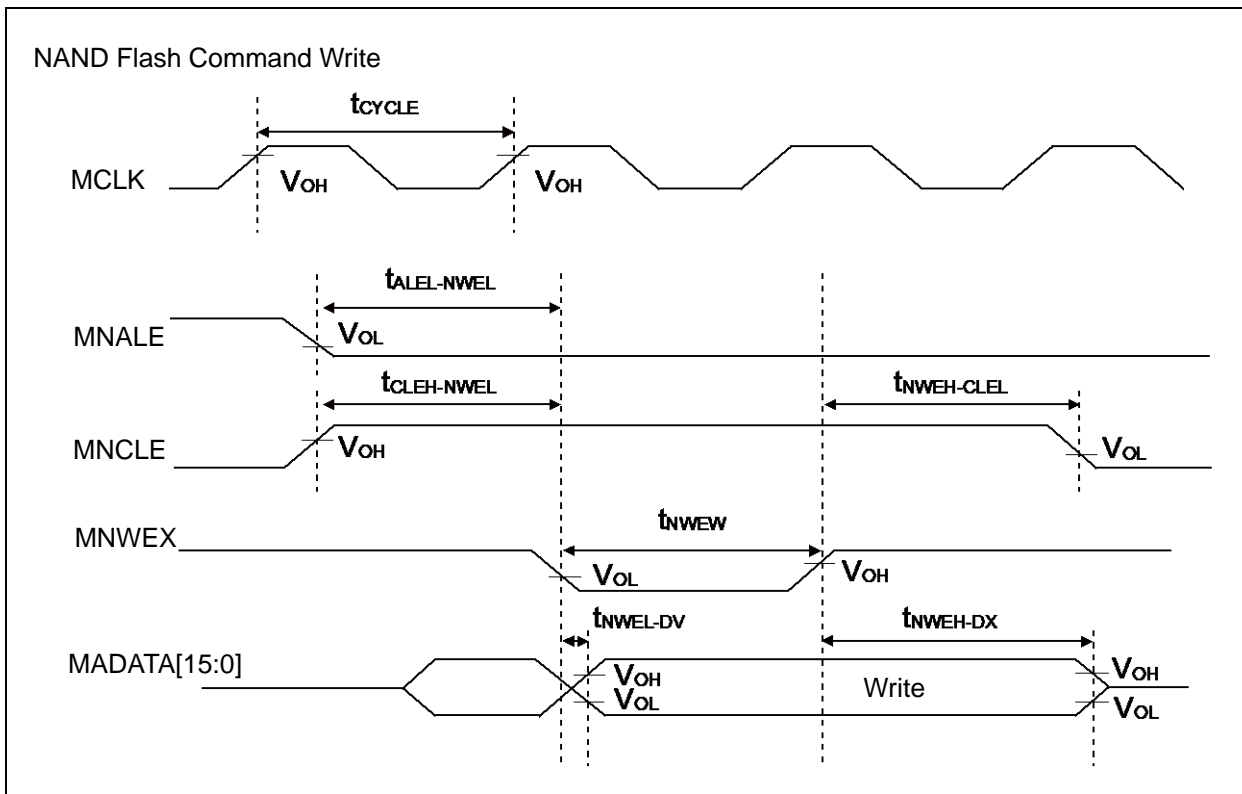 NAND Flash Command Write
tCYCLE
MCLK
VOH VOH
tALEL-NWEL
MNALE
VOL
tCLEH-NWEL tNWEH-CLEL
MNCLE
VOH VOL
tNWEW
MNWEX
VOL VOH
tNWEL-DV tNWEH-DX
MADATA[15:0]
VOH Write VOH
VOL VOL